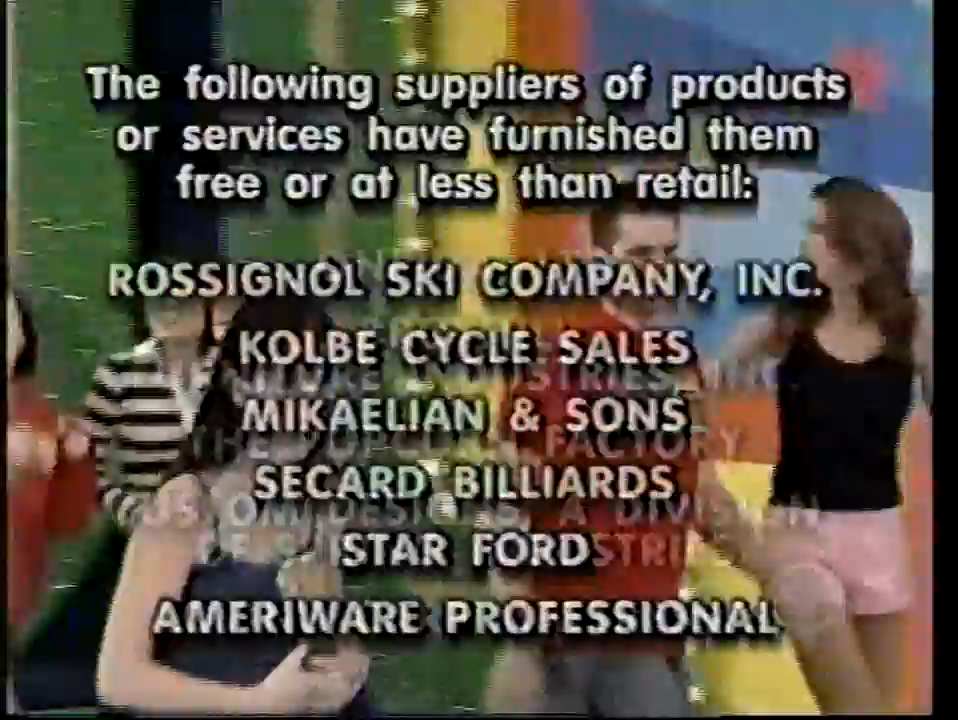 The following suppliers of products
or services have furnished them
free or at less than retail:
ROSSIGNOL SKI COMPANY, INC.
KOLBE CYCLE SALES
MIKAELIAN & SONS
SECARD BILLIARDS
STAR FORD
AMERIWARE PROFESSIONAL